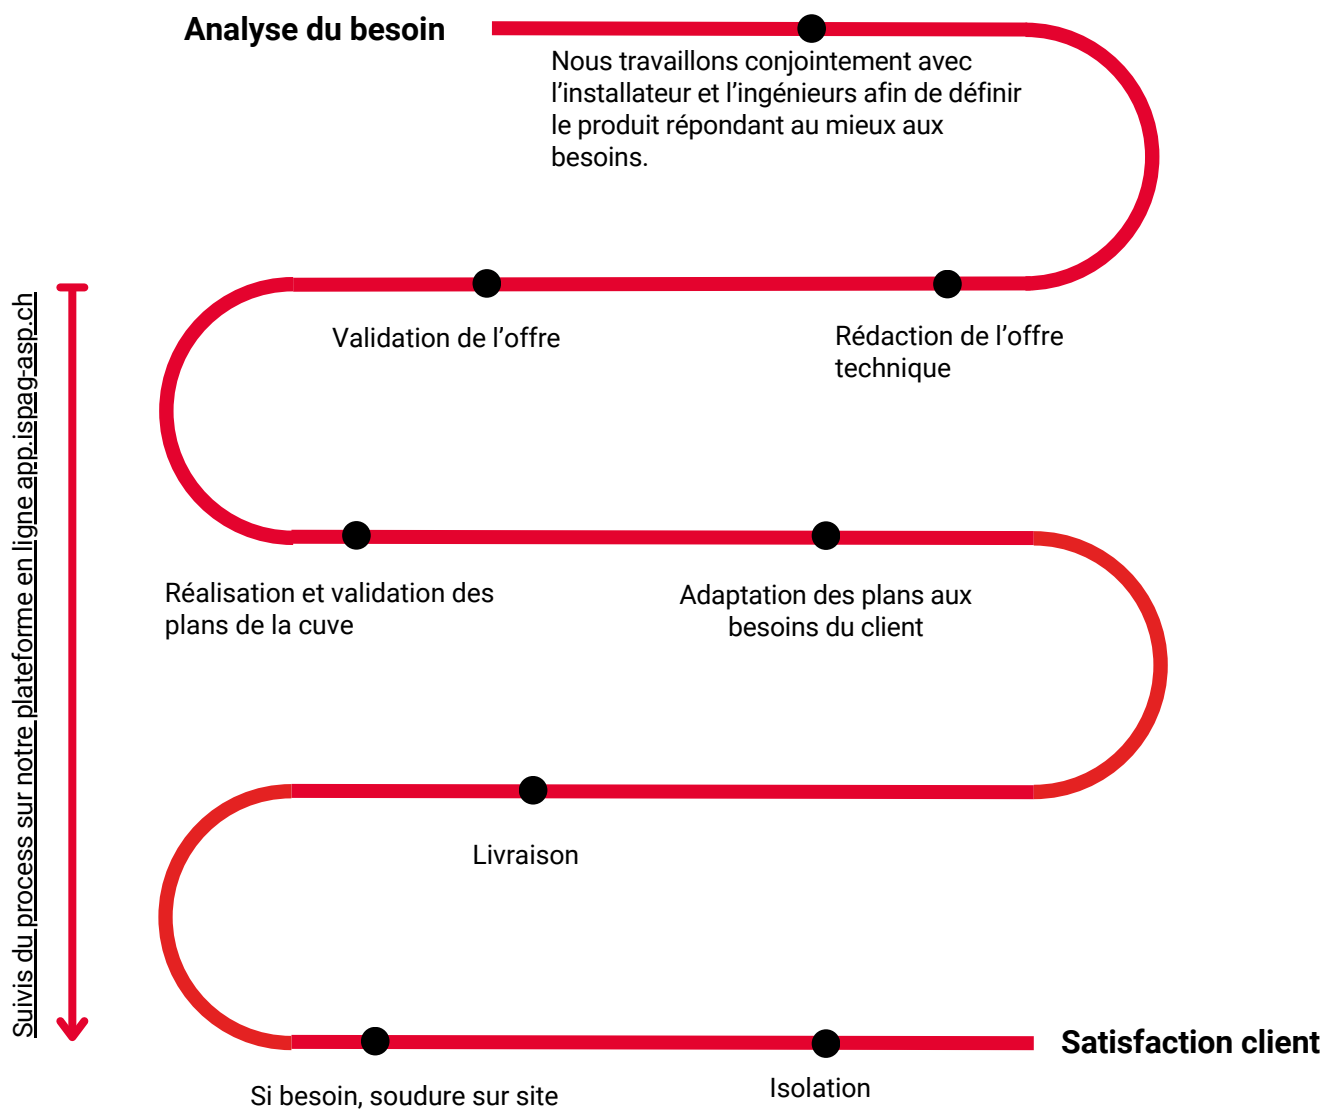 Analyse du besoin
Nous travaillons conjointement avec
l’installateur et l’ingénieurs afin de définir
le produit répondant au mieux aux
besoins.
Validation de l’offre
Rédaction de l’offre
technique
Suivis du process sur notre plateforme en ligne app.ispag-asp.ch
Réalisation et validation des
plans de la cuve
Adaptation des plans aux
besoins du client
Livraison
Si besoin, soudure sur site
Isolation
Satisfaction client